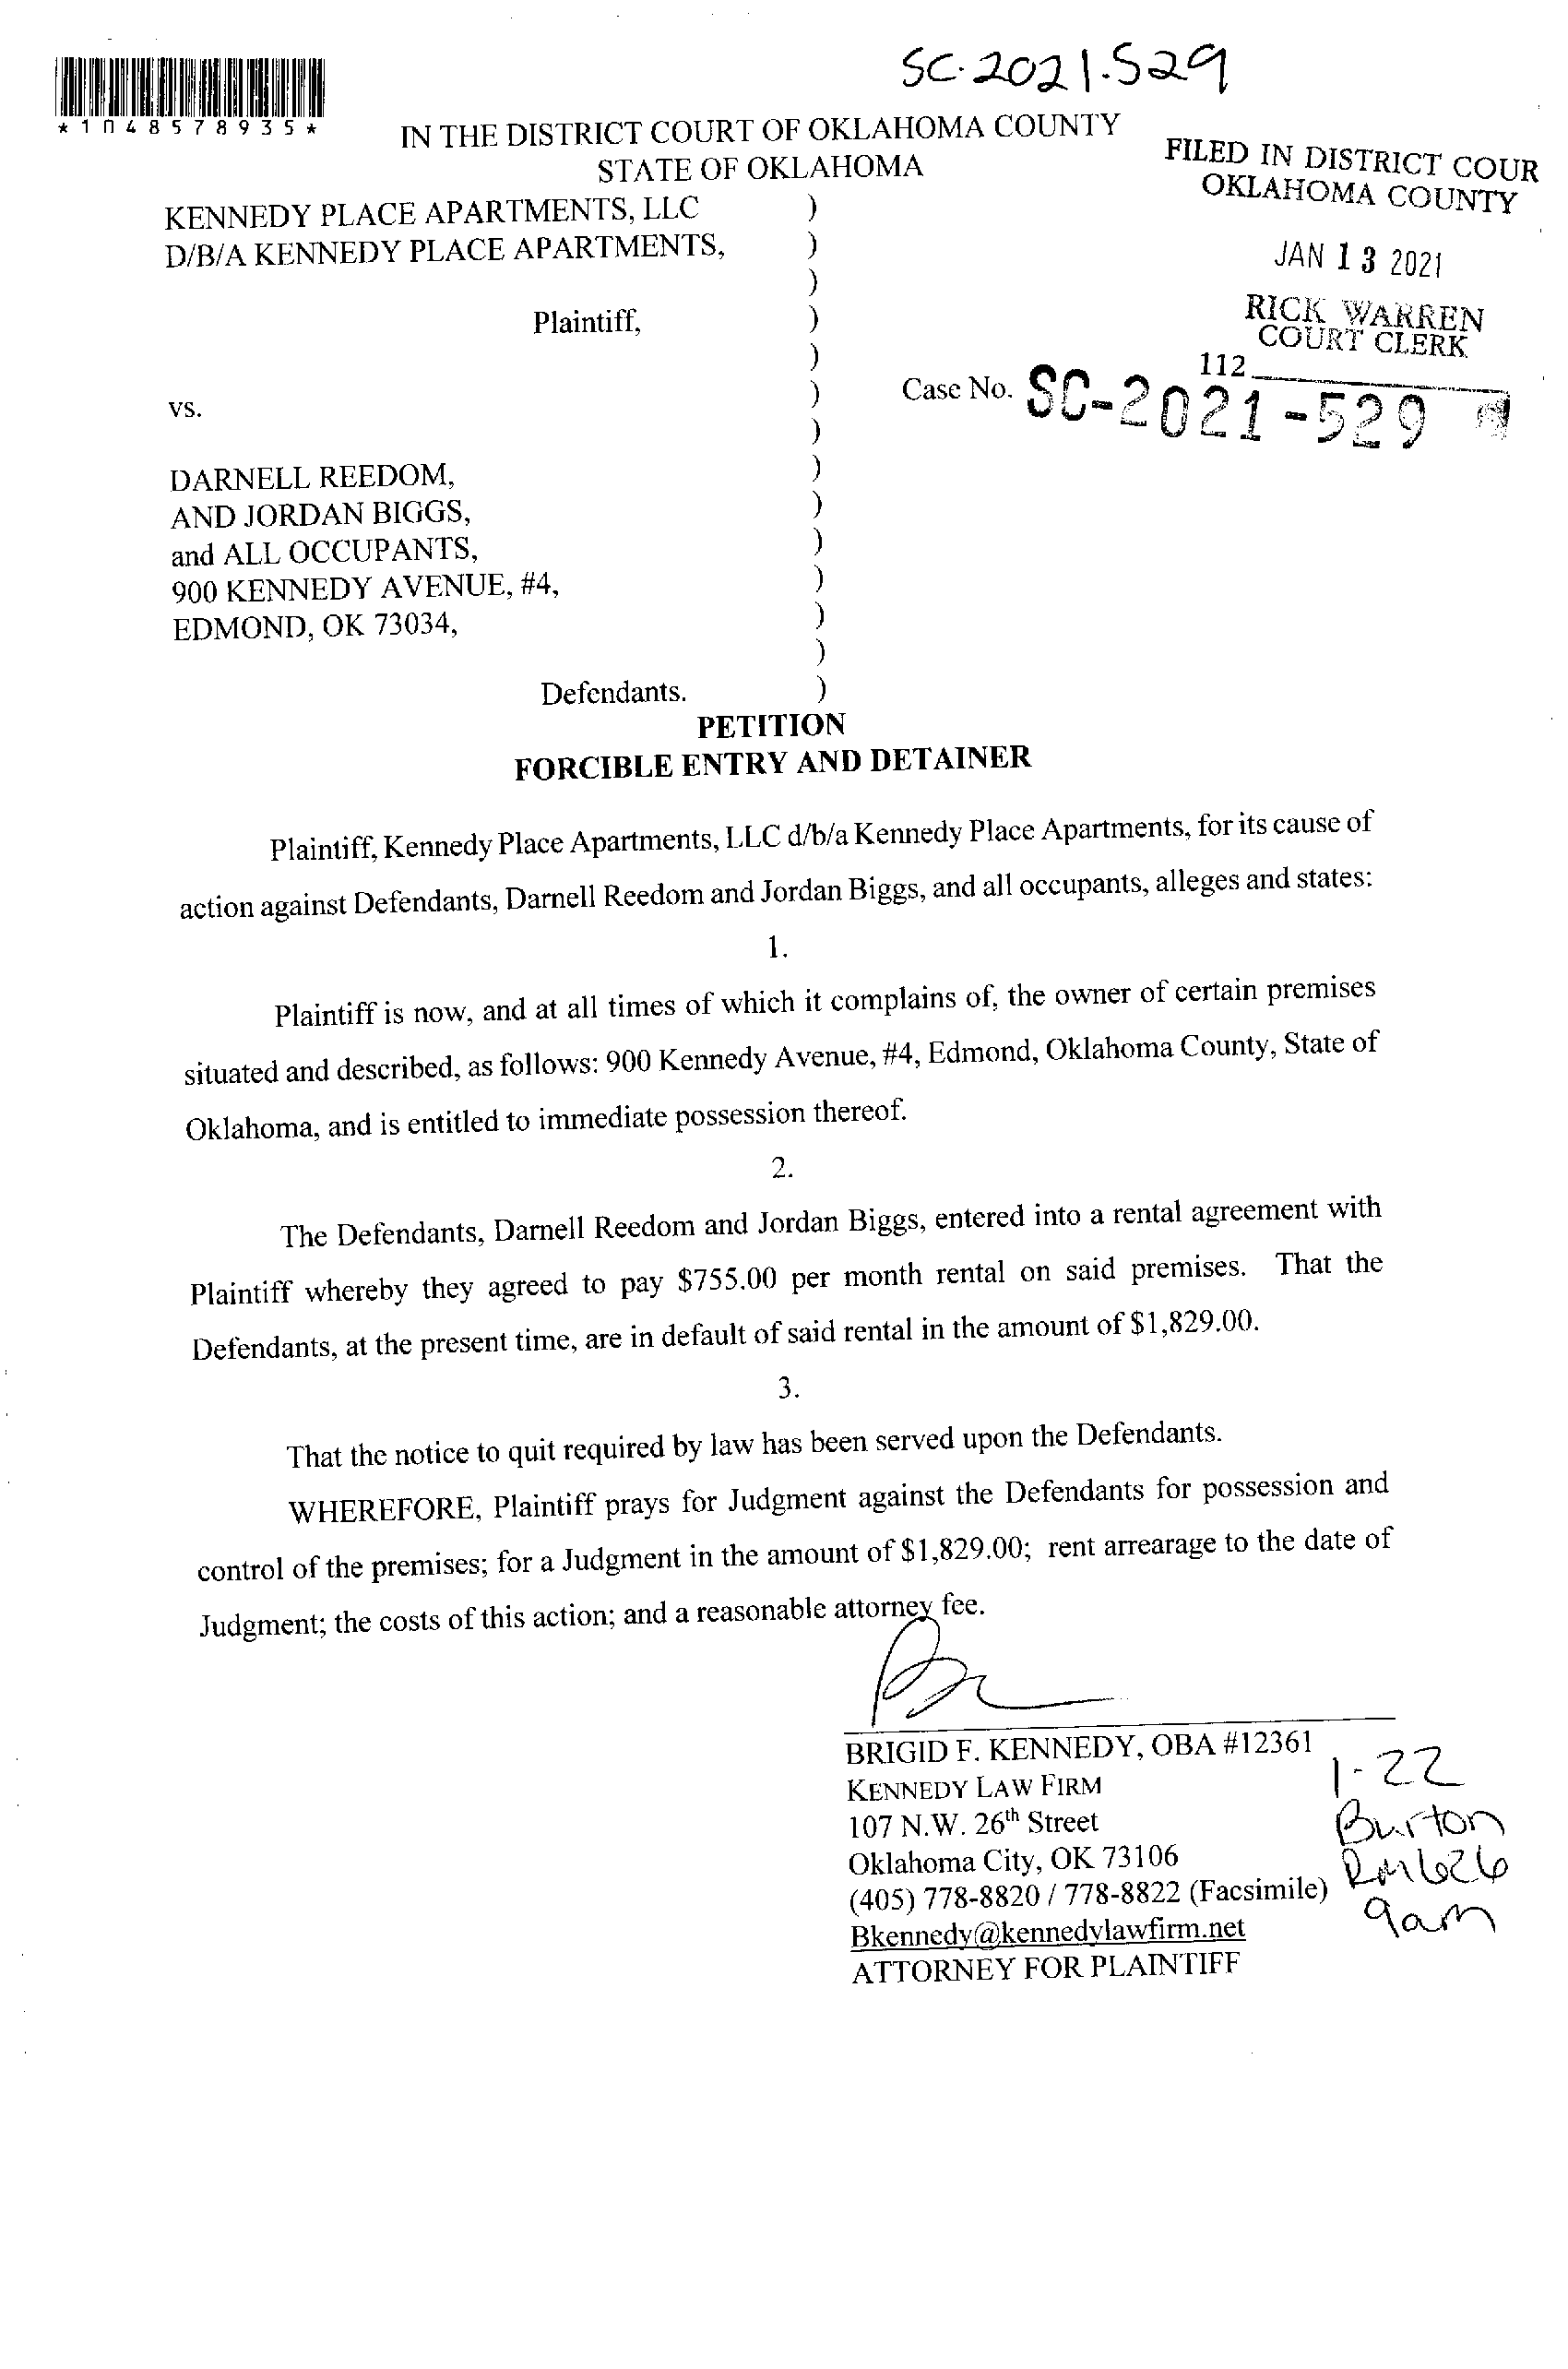 SC-2021-529
*1048578935*
IN THE DISTRICT COURT OF OKLAHOMA COUNTY
STATE OF OKLAHOMA
FILED IN DISTRICT COUR
OKLAHOMA COUNTY
JAN 13 2021
RICK WARREN
COURT CLERK
112
KENNEDY PLACE APARTMENTS, LLC )
D/B/A KENNEDY PLACE APARTMENTS, )
)
Plaintiff, )
)
vs. )
Case No. SC-2021-529
)
DARNELL REEDOM, )
AND JORDAN BIGGS, )
and ALL OCCUPANTS, )
900 KENNEDY AVENUE, #4, )
EDMOND, OK 73034, )
)
Defendants. )
PETITION
FORCIBLE ENTRY AND DETAINER
Plaintiff, Kennedy Place Apartments, LLC d/b/a Kennedy Place Apartments, for its cause of
action against Defendants, Darnell Reedom and Jordan Biggs, and all occupants, alleges and states:
1.
Plaintiff is now, and at all times of which it complains of, the owner of certain premises
situated and described, as follows: 900 Kennedy Avenue, #4, Edmond, Oklahoma County, State of
Oklahoma, and is entitled to immediate possession thereof.
2.
The Defendants, Darnell Reedom and Jordan Biggs, entered into a rental agreement with
Plaintiff whereby they agreed to pay $755.00 per month rental on said premises. That the
Defendants, at the present time, are in default of said rental in the amount of $1,829.00.
3.
That the notice to quit required by law has been served upon the Defendants.
WHEREFORE, Plaintiff prays for Judgment against the Defendants for possession and
control of the premises; for a Judgment in the amount of $1,829.00; rent arrearage to the date of
Judgment; the costs of this action; and a reasonable attorney fee.
BRIGID F. KENNEDY, OBA #12361
KENNEDY LAW FIRM
107 N.W. 26th Street
Oklahoma City, OK 73106
(405) 778-8820 / 778-8822 (Facsimile)
Bkennedy@kennedylawfirm.net
ATTORNEY FOR PLAINTIFF
1-22
Burton
Rm626
9am